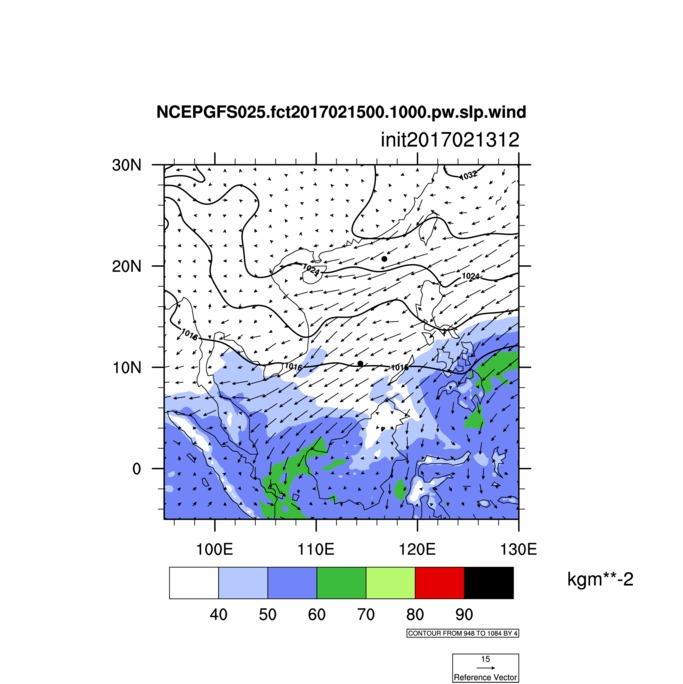 NCEPGFS025.fct2017021500.1000.pw.slp.wind
init2017021312
30N
1032
20N
1024
1024
1016
10N
1016
1016
0
100E 110E 120E 130E
kgm**-2
40 50 60 70 80 90
CONTOUR FROM 948 TO 1084 BY 4
15
Reference Vector